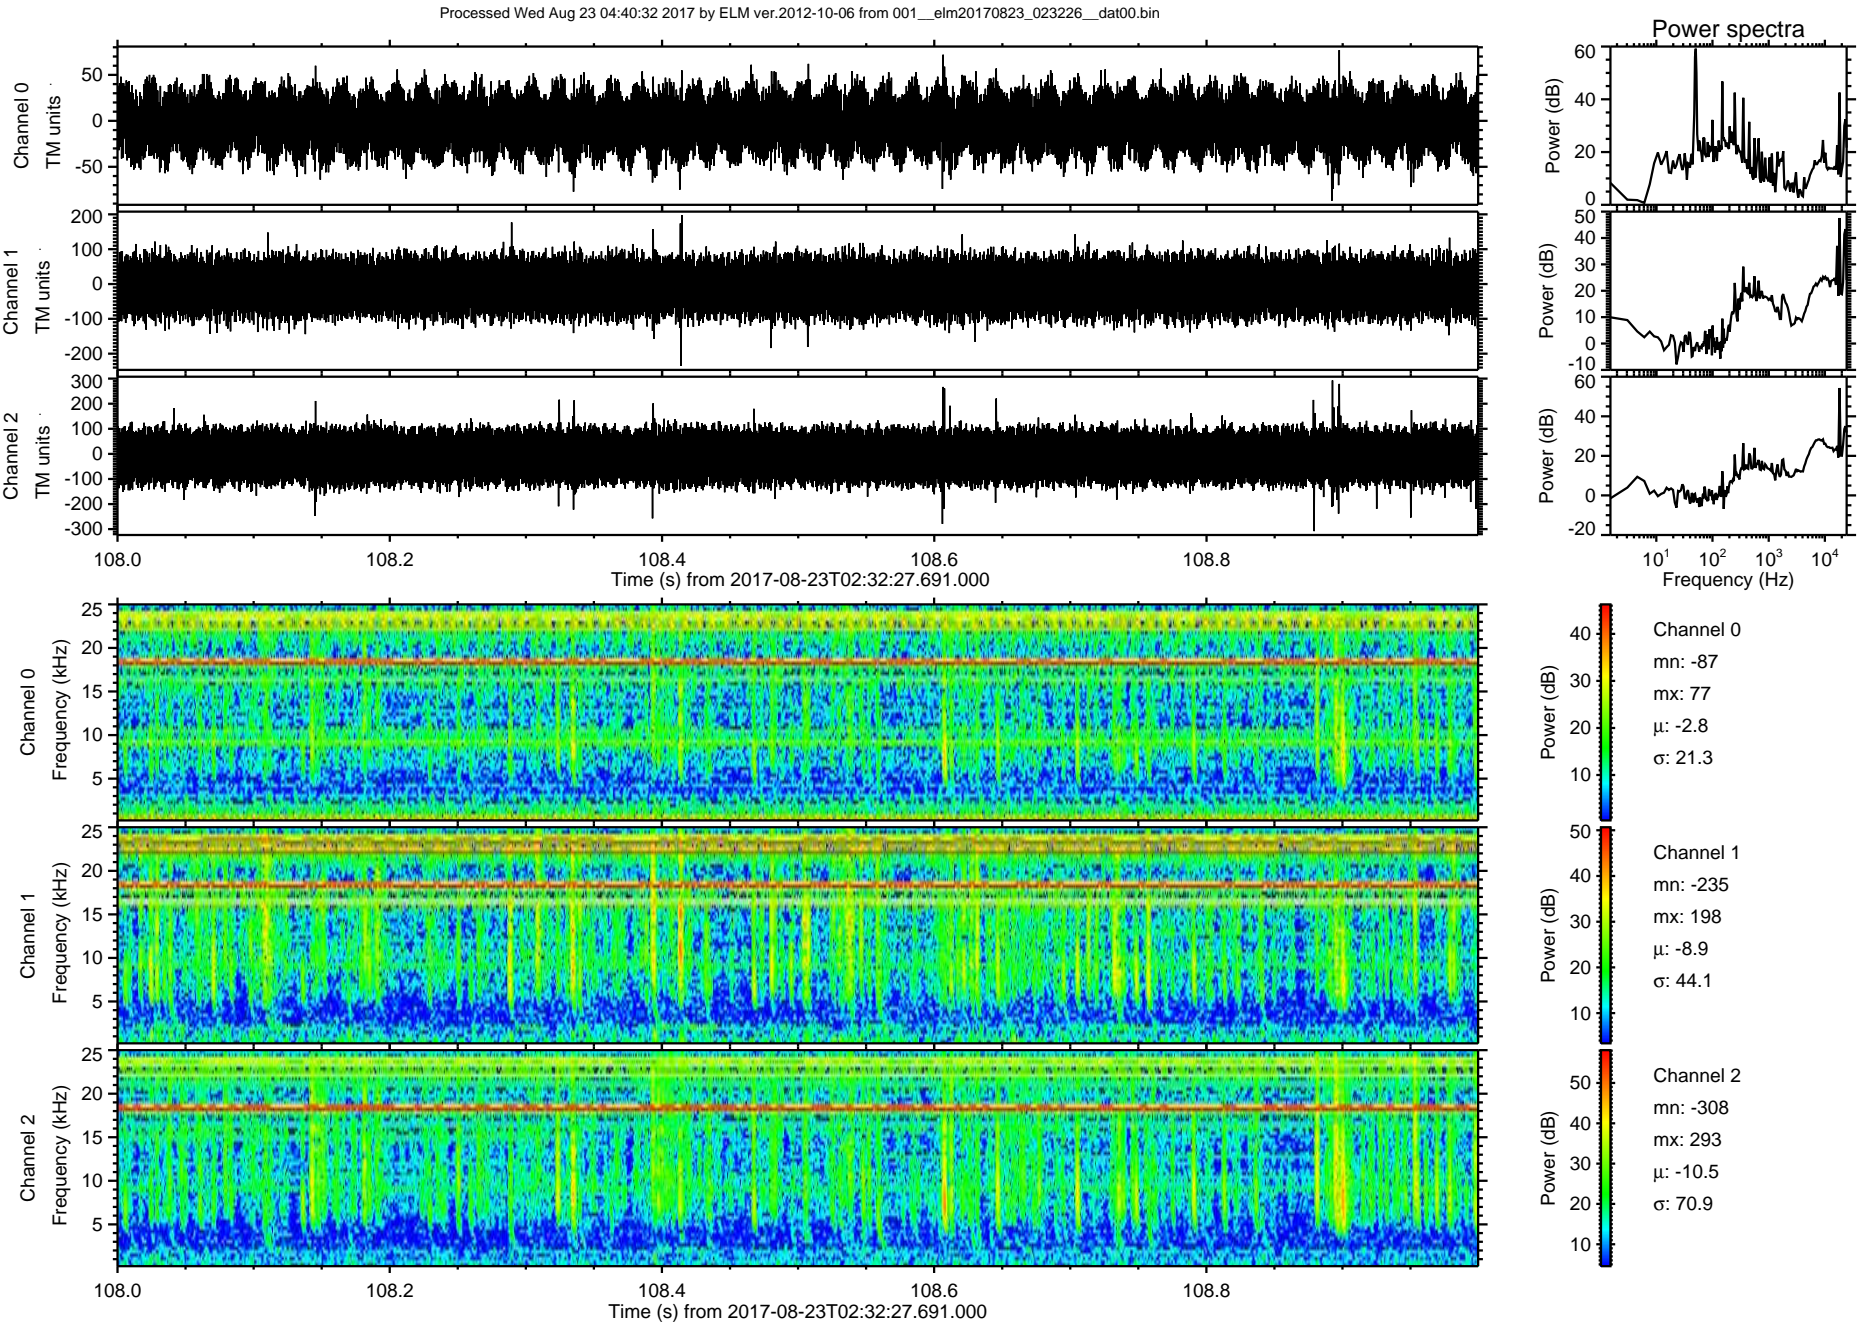 Processed Wed Aug 23 04:40:32 2017 by ELM ver.2012-10-06 from 001__elm20170823_023226__dat00.bin
Power spectra
Channel 0
TM units
50
0
-50
Power (dB)
60
40
20
0
Channel 1
TM units
200
100
0
-100
-200
Power (dB)
50
40
30
20
10
0
-10
Channel 2
TM units
300
200
100
0
-100
-200
-300
Power (dB)
60
40
20
0
-20
108.0 108.2 108.4 108.6 108.8
Time (s) from 2017-08-23T02:32:27.691.000
10¹ 10² 10³ 10⁴
Frequency (Hz)
Channel 0
Frequency (kHz)
25
20
15
10
5
Power (dB)
40
30
20
10
Channel 0
mn: -87
mx: 77
μ: -2.8
σ: 21.3
Channel 1
Frequency (kHz)
25
20
15
10
5
Power (dB)
50
40
30
20
10
Channel 1
mn: -235
mx: 198
μ: -8.9
σ: 44.1
Channel 2
Frequency (kHz)
25
20
15
10
5
Power (dB)
50
40
30
20
10
Channel 2
mn: -308
mx: 293
μ: -10.5
σ: 70.9
108.0 108.2 108.4 108.6 108.8
Time (s) from 2017-08-23T02:32:27.691.000